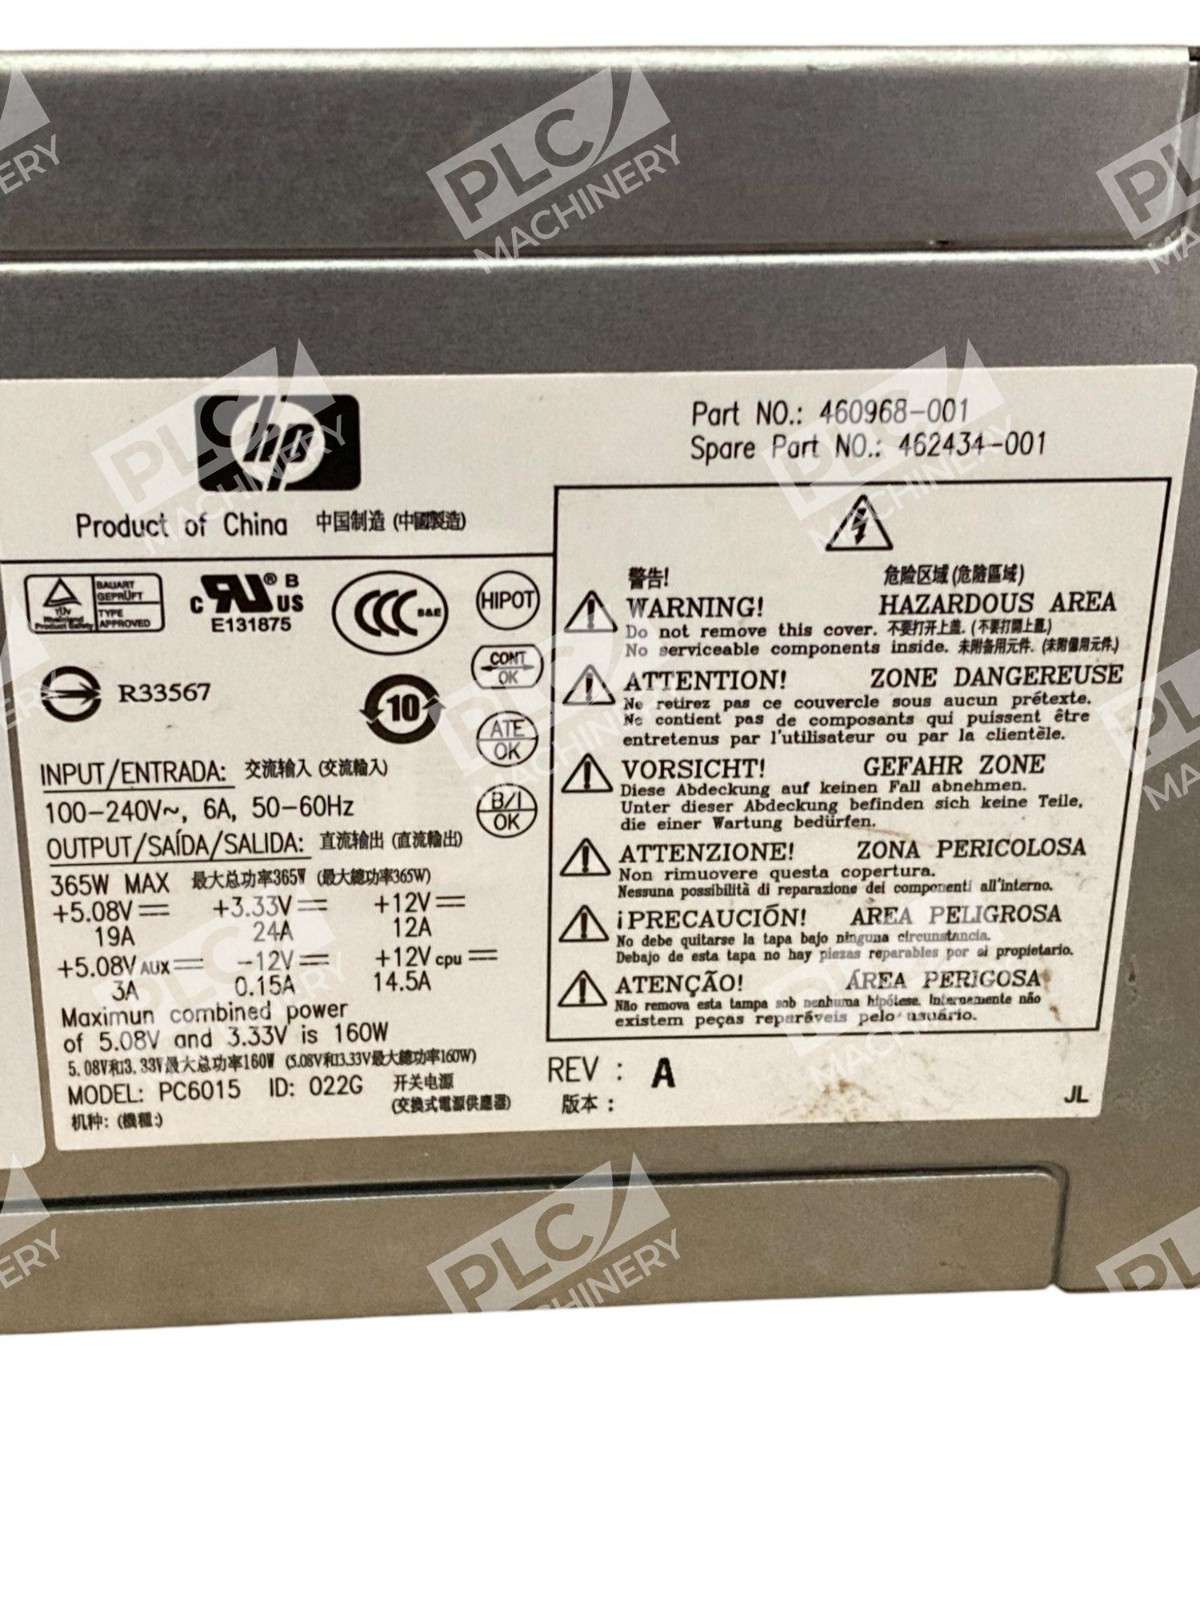 hp
Part NO.: 460968-001
Spare Part NO.: 462434-001
Product of China 中国制造 (中國製造)
TÜV
Rheinland
Product Safety
BAUART
GEPRÜFT
TYPE
APPROVED
c RU ® US B
E131875
CCC S&E
HIPOT
CONT
OK
R33567
10
ATE
OK
B/I
OK
INPUT/ENTRADA: 交流输入 (交流輸入)
100-240V~, 6A, 50-60Hz
OUTPUT/SAÍDA/SALIDA: 直流输出 (直流輸出)
365W MAX 最大总功率365W (最大總功率365W)
+5.08V +3.33V +12V
19A 24A 12A
+5.08V AUX -12V +12V cpu
3A 0.15A 14.5A
Maximun combined power
of 5.08V and 3.33V is 160W
5.08V和3.33V最大总功率160W (5.08V和3.33V最大總功率160W)
MODEL: PC6015 ID: 022G 开关电源
(交換式電源供應器)
机种: (機種:)
警告! 危险区域 (危險區域)
WARNING! HAZARDOUS AREA
Do not remove this cover. 不要打开上盖. (不要打開上蓋.)
No serviceable components inside. 未附备用元件. (未附備用元件.)
ATTENTION! ZONE DANGEREUSE
Ne retirez pas ce couvercle sous aucun prétexte.
Ne contient pas de composants qui puissent être
entretenus par l'utilisateur ou par la clientèle.
VORSICHT! GEFAHR ZONE
Diese Abdeckung auf keinen Fall abnehmen.
Unter dieser Abdeckung befinden sich keine Teile,
die einer Wartung bedürfen.
ATTENZIONE! ZONA PERICOLOSA
Non rimuovere questa copertura.
Nessuna possibilità di reparazione dei componenti all'interno.
¡PRECAUCIÓN! AREA PELIGROSA
No debe quitarse la tapa bajo ninguna circunstancia.
Debajo de esta tapa no hay piezas reparables por el propietario.
ATENÇÃO! ÁREA PERIGOSA
Não remova esta tampa sob nenhuma hipótese. Internamente não
existem peças reparáveis pelo usuário.
REV : A
版本 :
JL
PLC MACHINERY